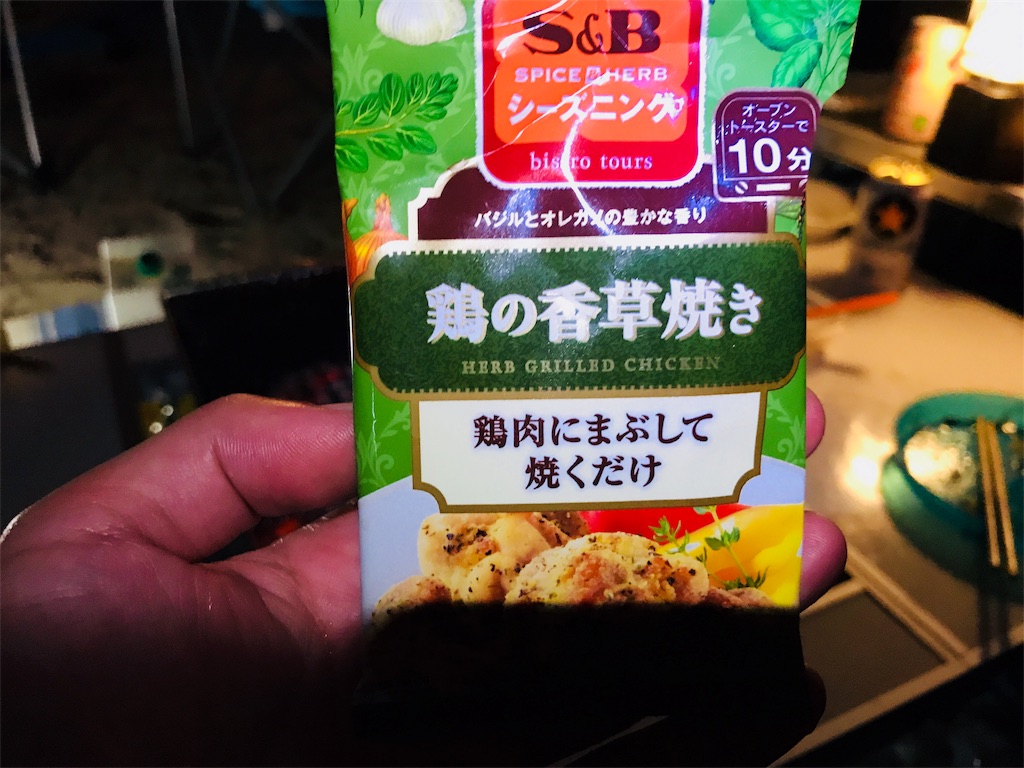 S&B
SPICE & HERB
シーズニング
bistro tours
オーブン
トースターで
10分
バジルとオレガノの豊かな香り
鶏の香草焼き
HERB GRILLED CHICKEN
鶏肉にまぶして
焼くだけ